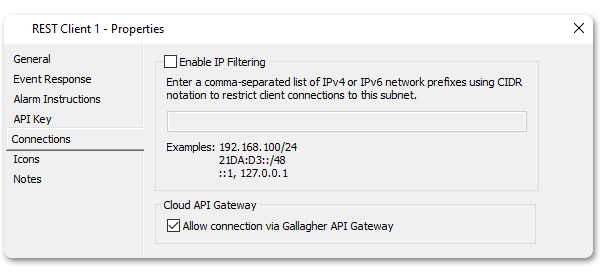 REST Client 1 - Properties
General
Event Response
Alarm Instructions
API Key
Connections
Icons
Notes
Enable IP Filtering
Enter a comma-separated list of IPv4 or IPv6 network prefixes using CIDR
notation to restrict client connections to this subnet.
Examples: 192.168.100/24
21DA:D3::/48
::1, 127.0.0.1
Cloud API Gateway
Allow connection via Gallagher API Gateway